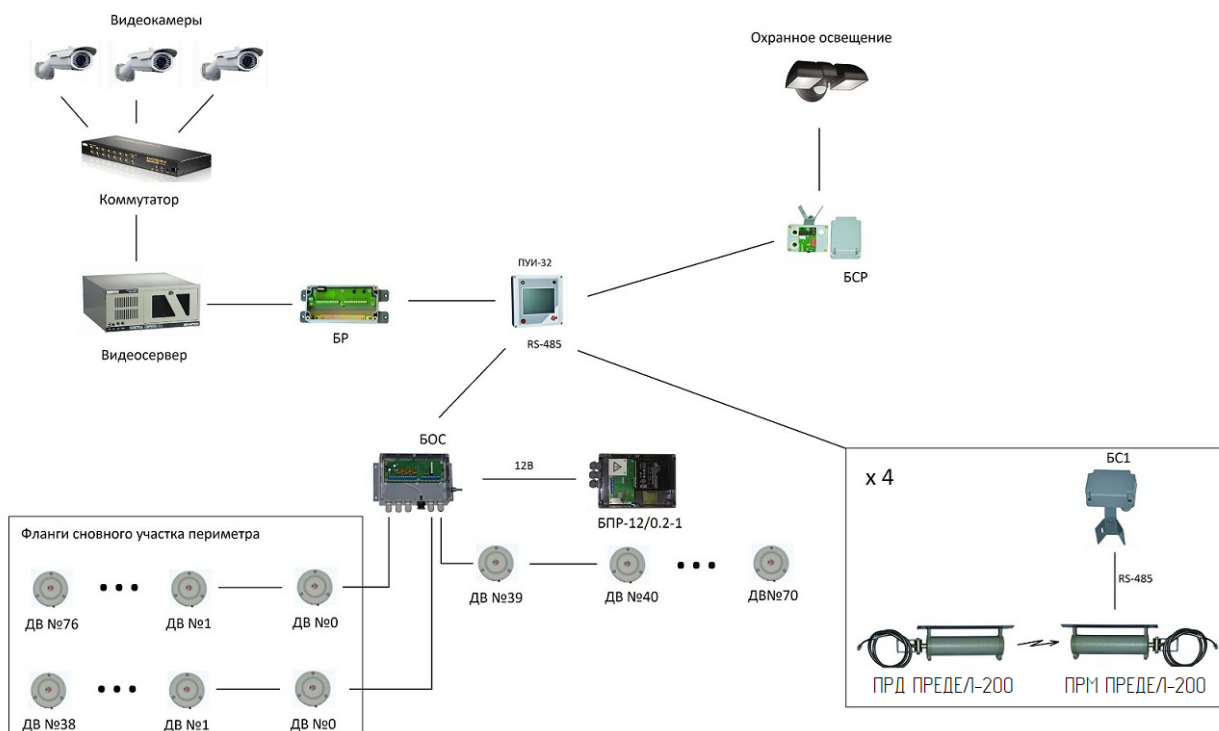 Видеокамеры
Охранное освещение
Коммутатор
ПУИ-32
БСР
БР
RS-485
Видеосервер
БОС
12В
БПР-12/0.2-1
x 4
БС1
Фланги сновного участка периметра
RS-485
ДВ №76
ДВ №1
ДВ №0
ДВ №39
ДВ №40
ДВ№70
ДВ №38
ДВ №1
ДВ №0
ПРД ПРЕДЕЛ-200
ПРМ ПРЕДЕЛ-200